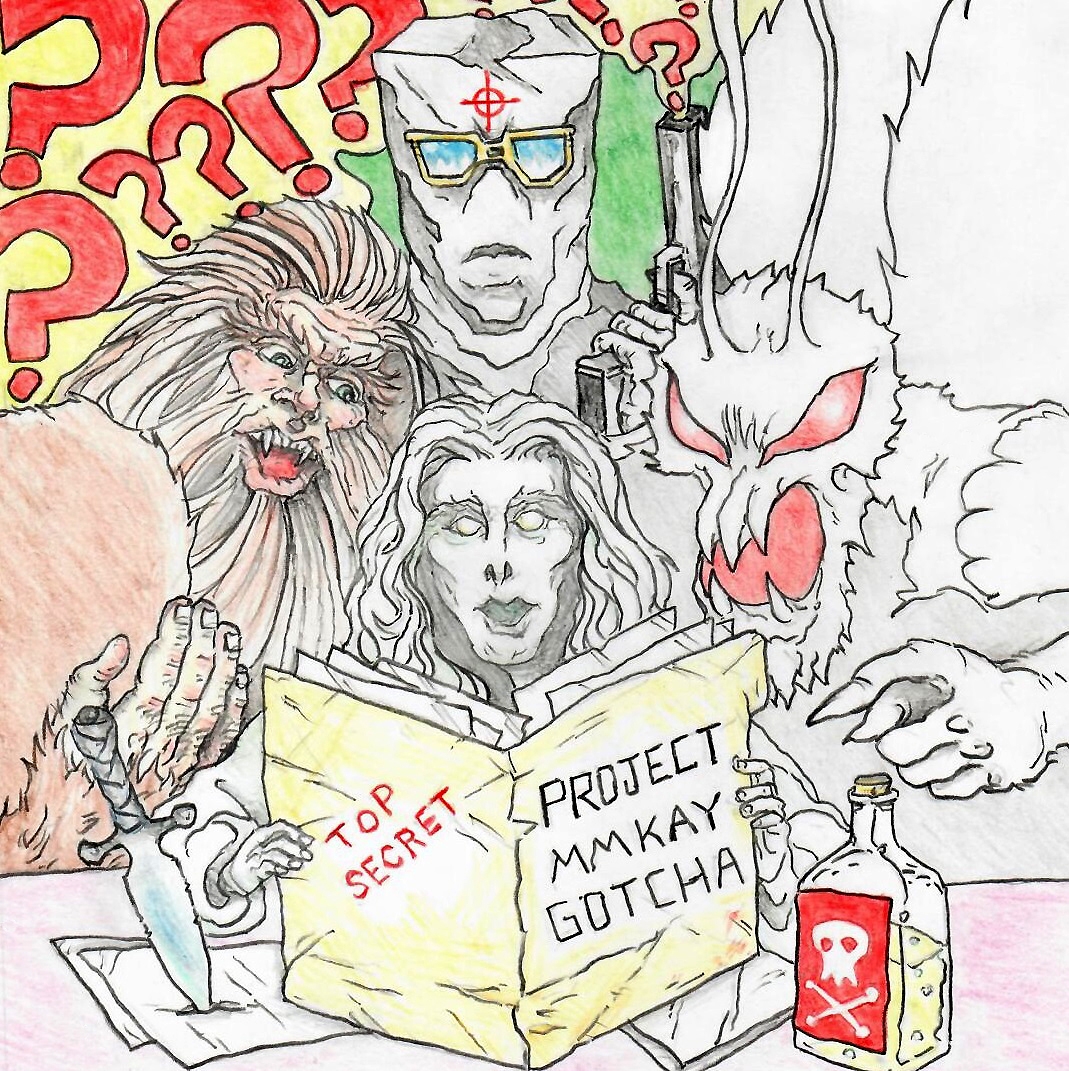 ? ? ? ?
? ? ?
?
TOP
SECRET
PROJECT
MMKAY
GOTCHA